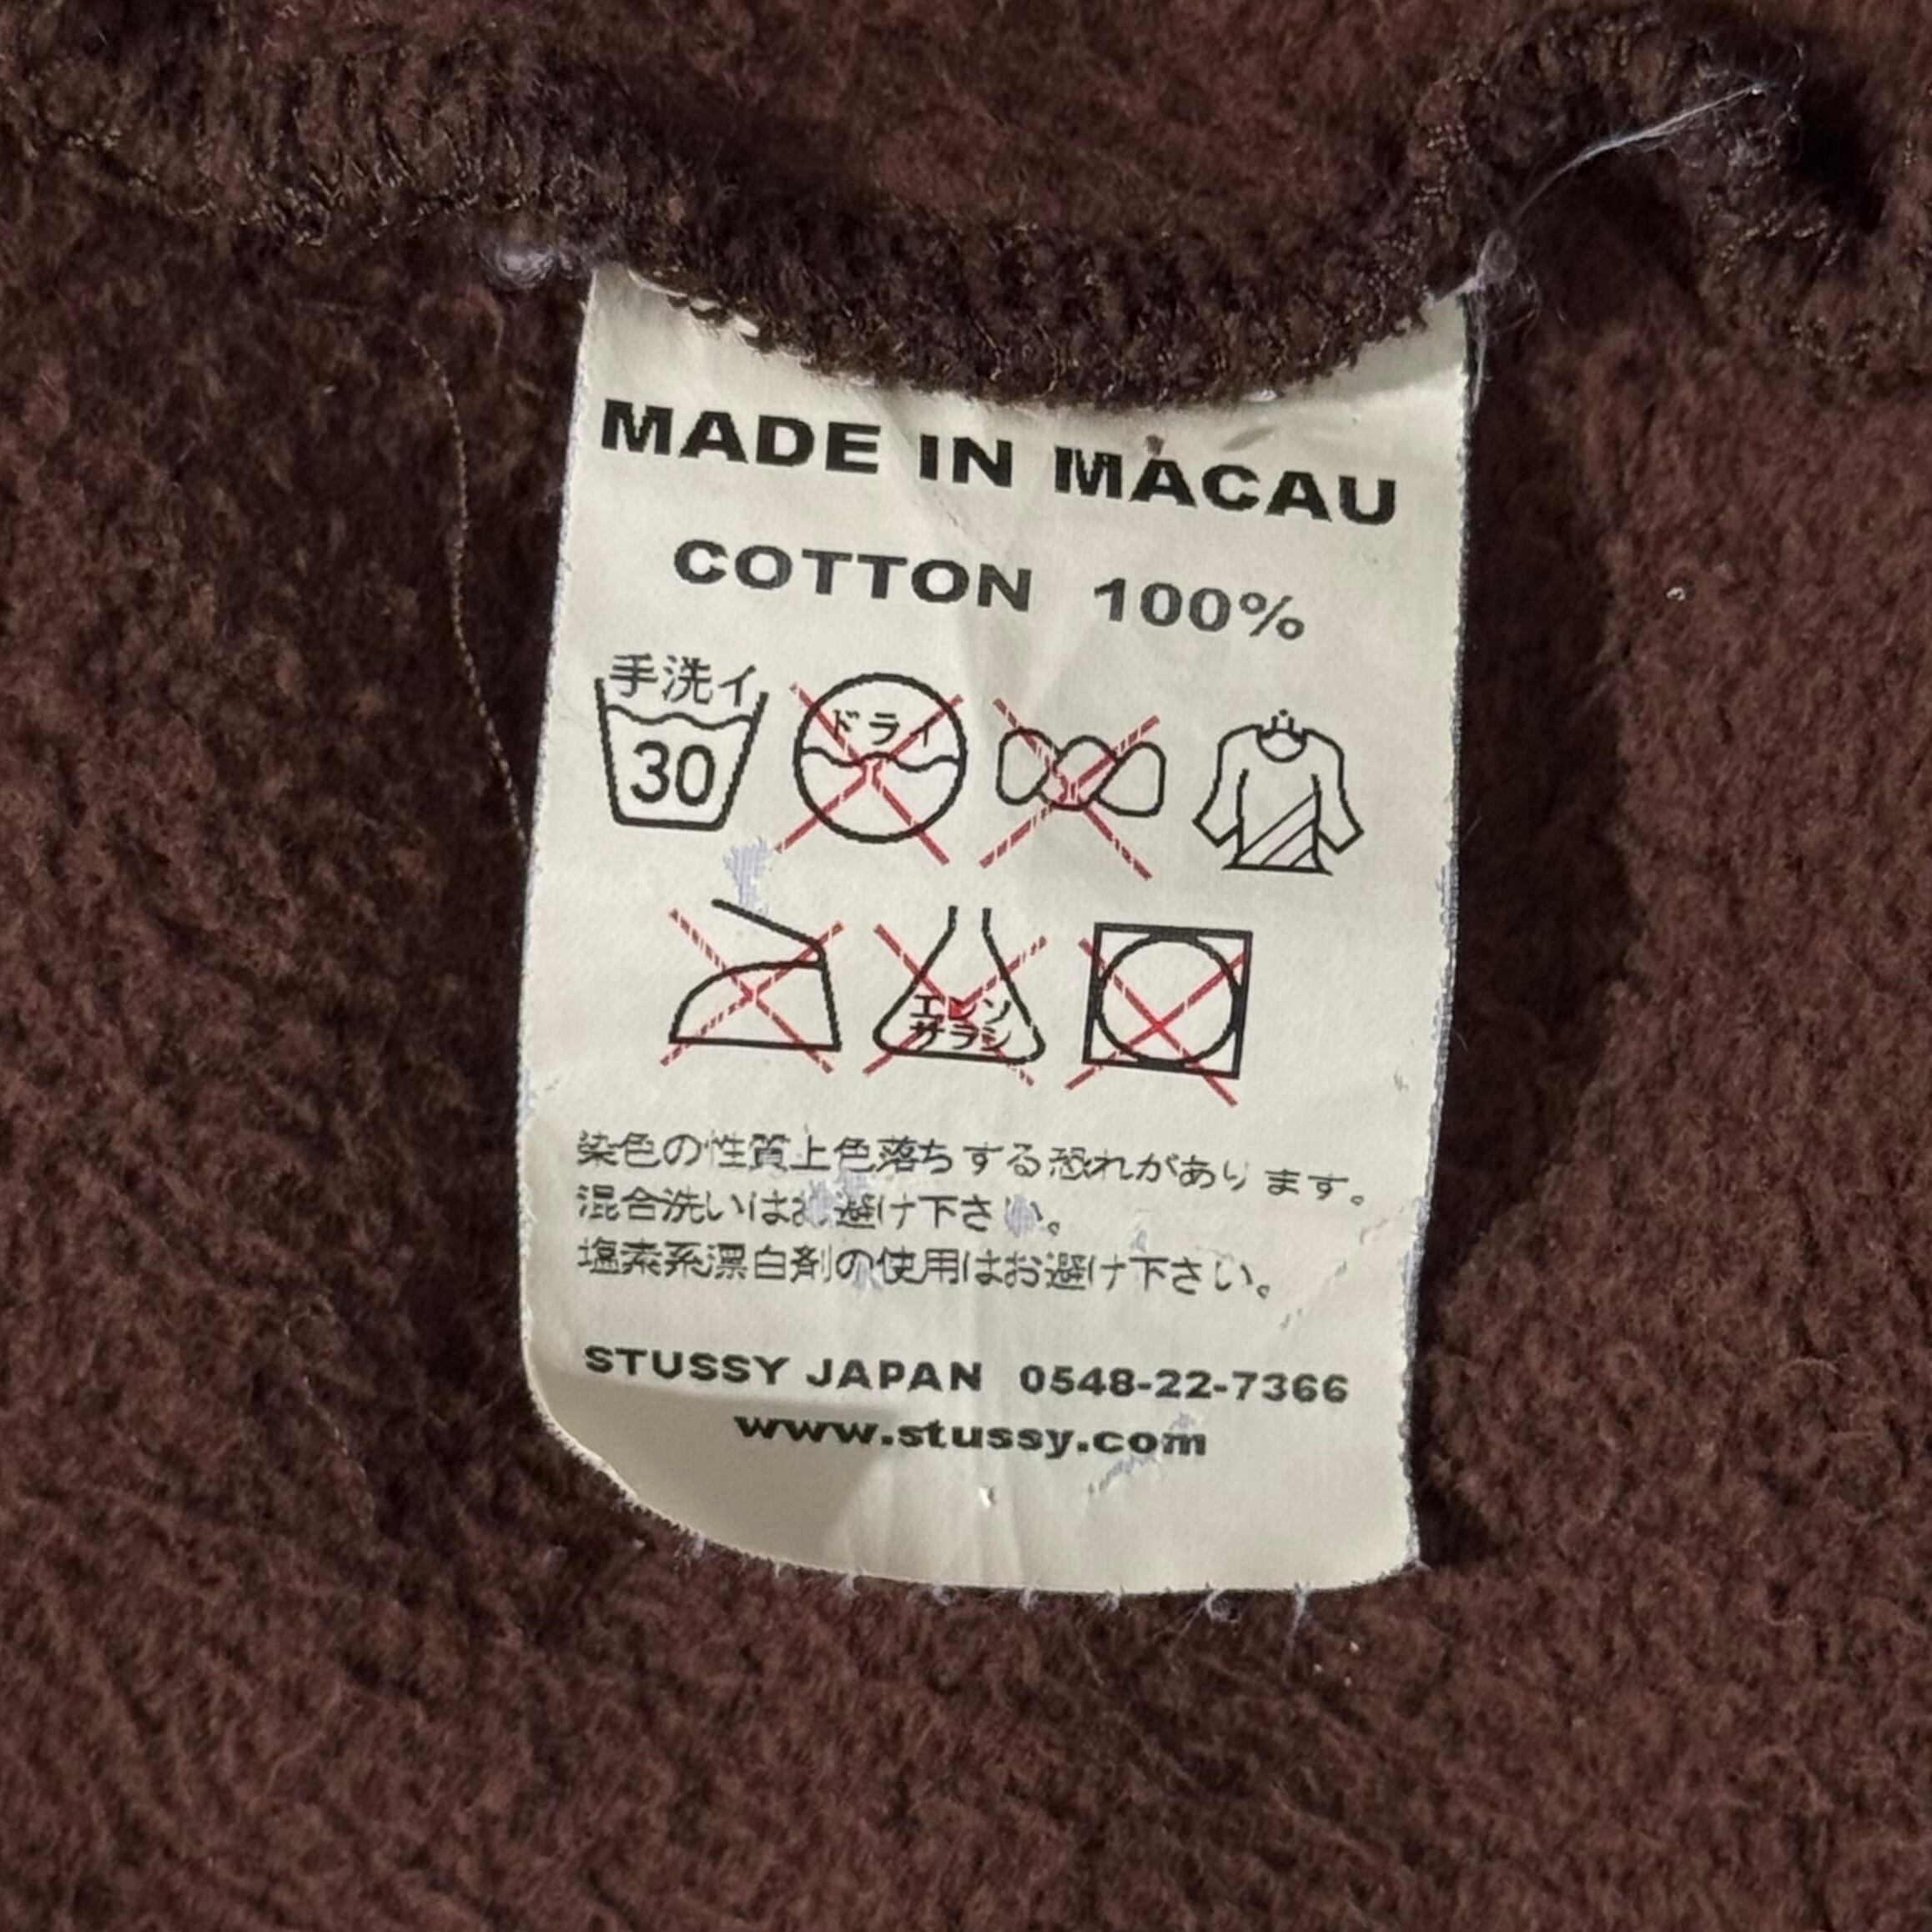 MADE IN MACAU
COTTON 100%
手洗イ
30
ドライ
エンソ
サラシ
染色の性質上色落ちする恐れがあります。
混合洗いはお避け下さい。
塩素系漂白剤の使用はお避け下さい。
STUSSY JAPAN 0548-22-7366
www.stussy.com